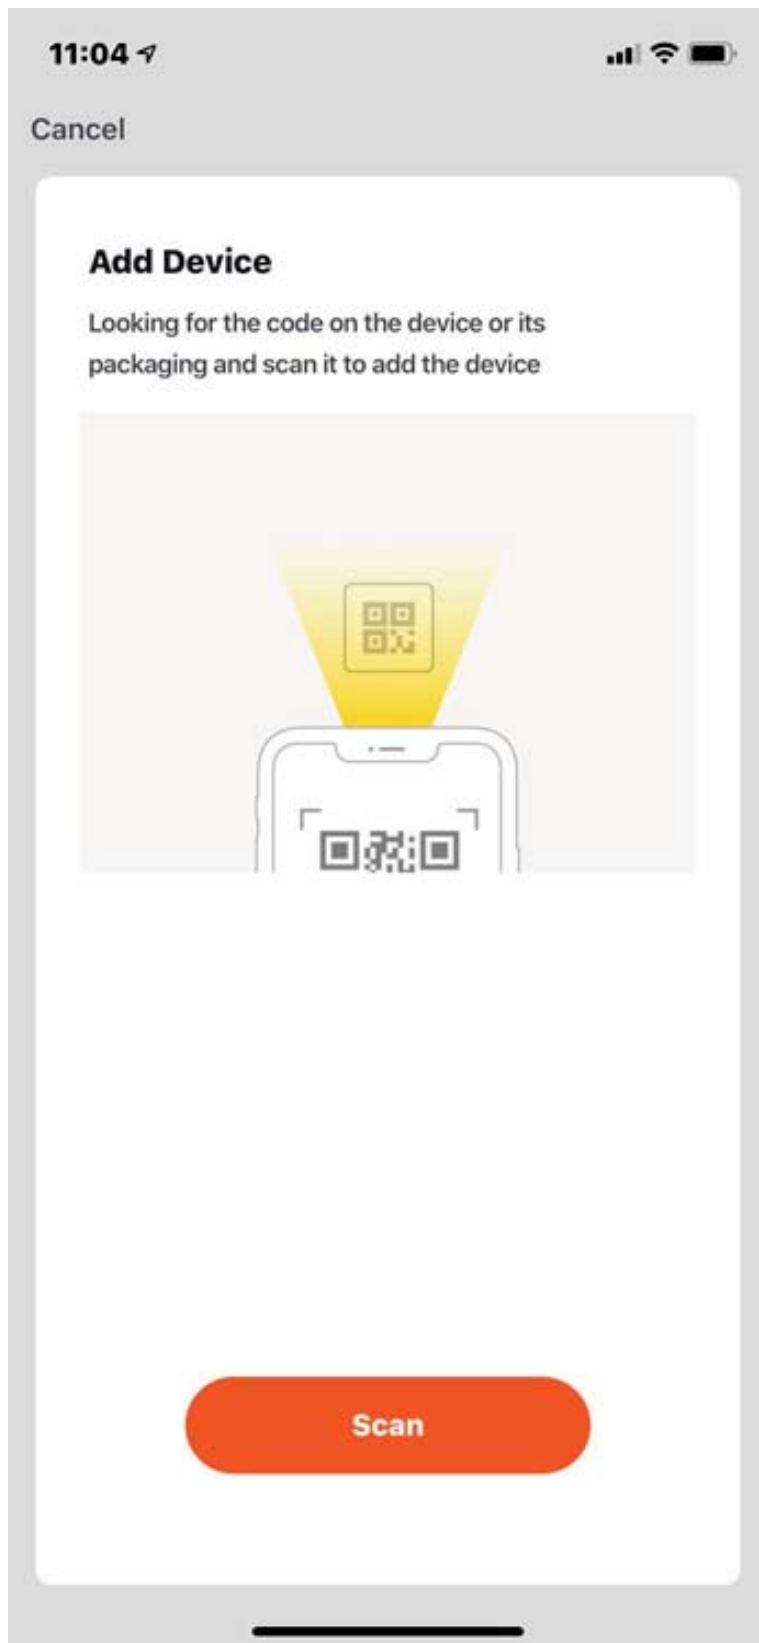 11:04
Cancel
Add Device
Looking for the code on the device or its
packaging and scan it to add the device
Scan